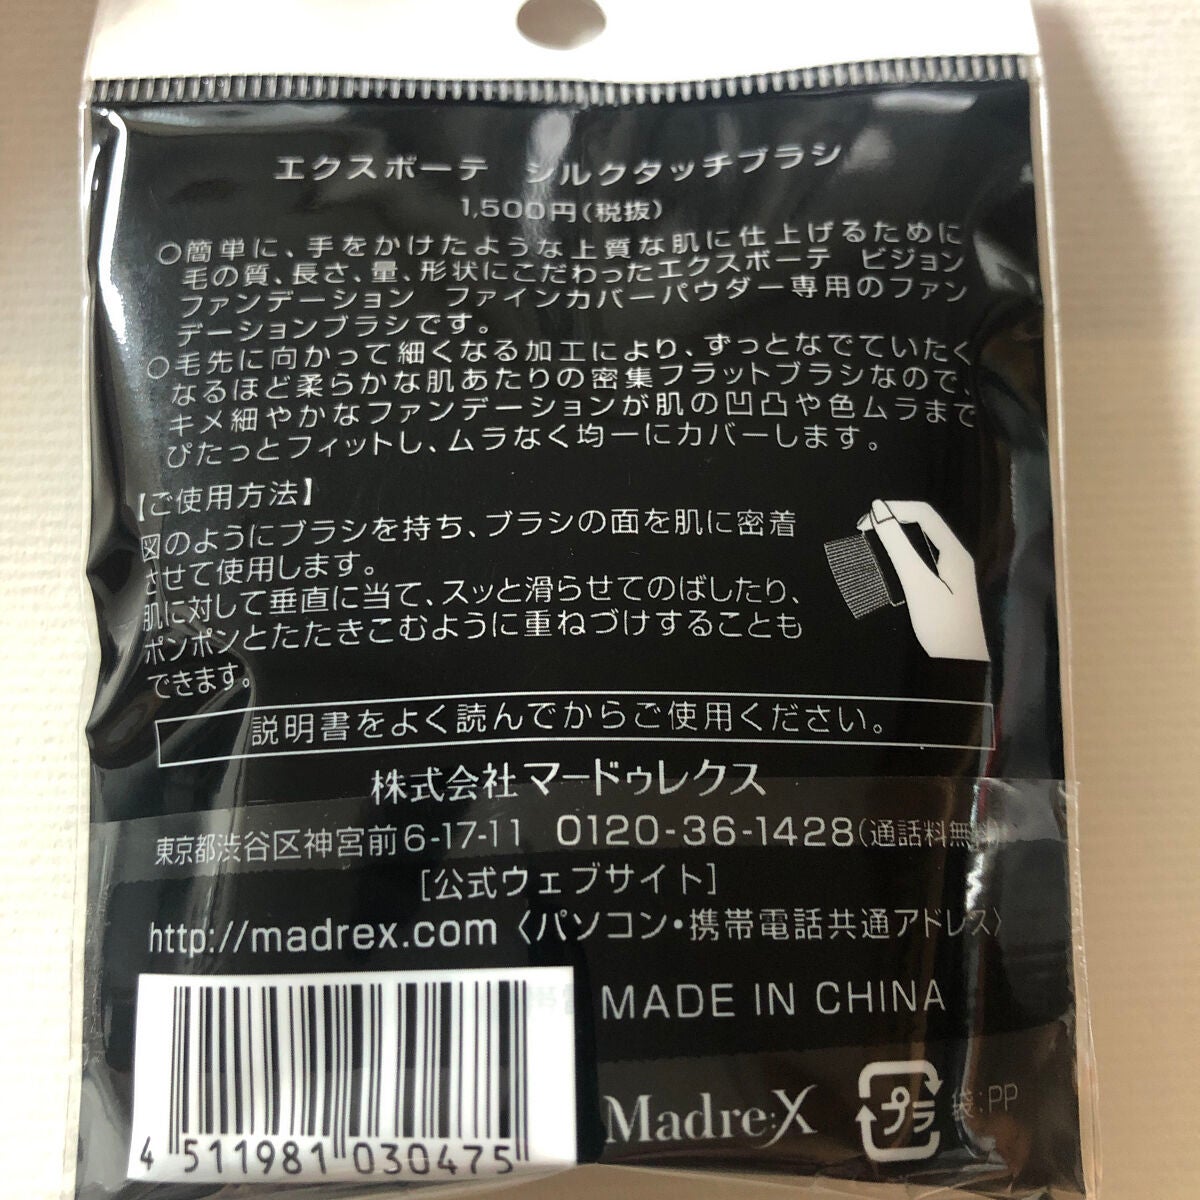 エクスボーテ　シルクタッチブラシ
1,500円(税抜)
○簡単に、手をかけたような上質な肌に仕上げるために
毛の質、長さ、量、形状にこだわったエクスボーテ　ビジョン
ファンデーション　ファインカバーパウダー専用のファン
デーションブラシです。
○毛先に向かって細くなる加工により、ずっとなでていたく
なるほど柔らかな肌あたりの密集フラットブラシなので、
キメ細やかなファンデーションが肌の凹凸や色ムラまで
ぴたっとフィットし、ムラなく均一にカバーします。
【ご使用方法】
図のようにブラシを持ち、ブラシの面を肌に密着
させて使用します。
肌に対して垂直に当て、スッと滑らせてのばしたり、
ポンポンとたたきこむように重ねづけすることも
できます。
説明書をよく読んでからご使用ください。
株式会社マードゥレクス
東京都渋谷区神宮前6-17-11 0120-36-1428(通話料無料)
[公式ウェブサイト]
http://madrex.com〈パソコン・携帯電話共通アドレス〉
MADE IN CHINA
Madre:X
プラ
袋:PP
4 511981 030475